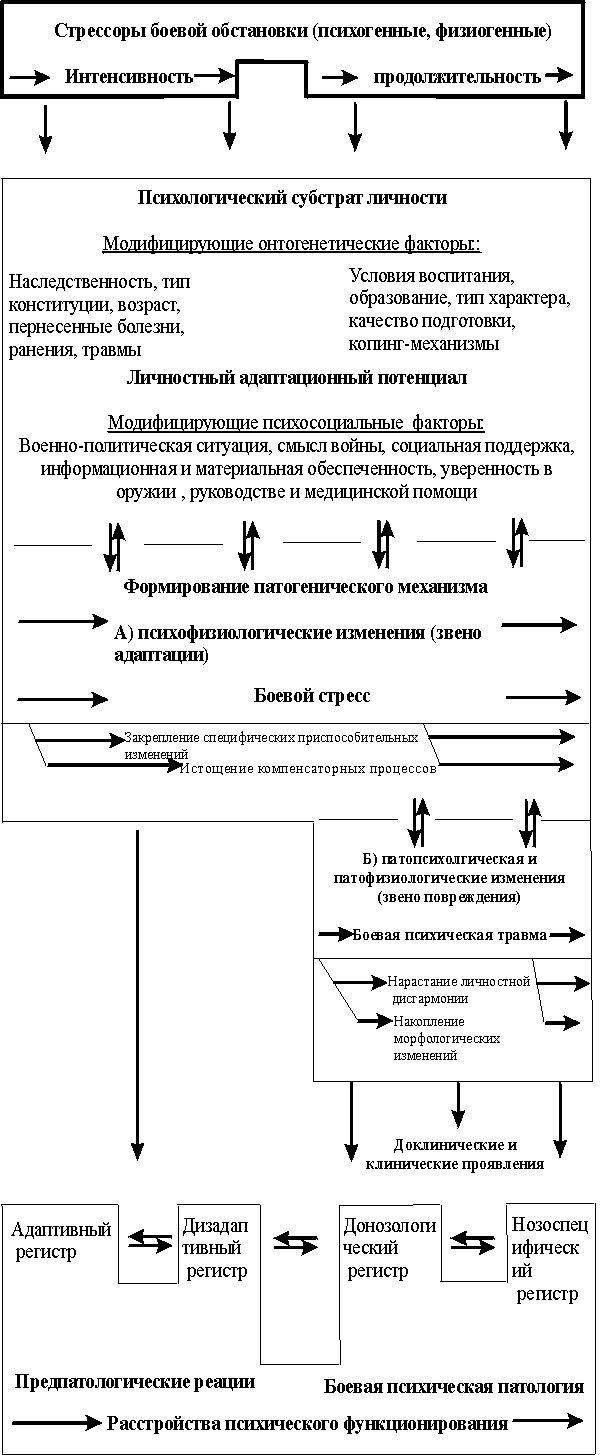 Стрессоры боевой обстановки (психогенные, физиогенные)
Интенсивность
продолжительность
Психологический субстрат личности
Модифицирующие онтогенетические факторы::
Наследственность, тип
конституции, возраст,
пернесенные болезни,
ранения, травмы
Условия воспитания,
образование, тип характера,
качество подготовки,
копинг-механизмы
Личностный адаптационный потенциал
Модифицирующие психосоциальные факторы:
Военно-политическая ситуация, смысл войны, социальная поддержка,
информационная и материальная обеспеченность, уверенность в
оружии , руководстве и медицинской помощи
Формирование патогенического механизма
А) психофизиологические изменения (звено
адаптации)
Боевой стресс
Закрепление специфических приспособительных
изменений
Истощение компенсаторных процессов
Б) патопсихолгическая и
патофизиологические изменения
(звено повреждения)
Боевая психическая травма
Нарастание личностной
дисгармонии
Накопление
морфологических
изменений
Доклинические и
клинические проявления
Адаптивный
регистр
Дизадап
тивный
регистр
Донозологи
ческий
регистр
Нозоспец
ифическ
ий
регистр
Предпатологические реации
Боевая психическая патология
Расстройства психического функционирования